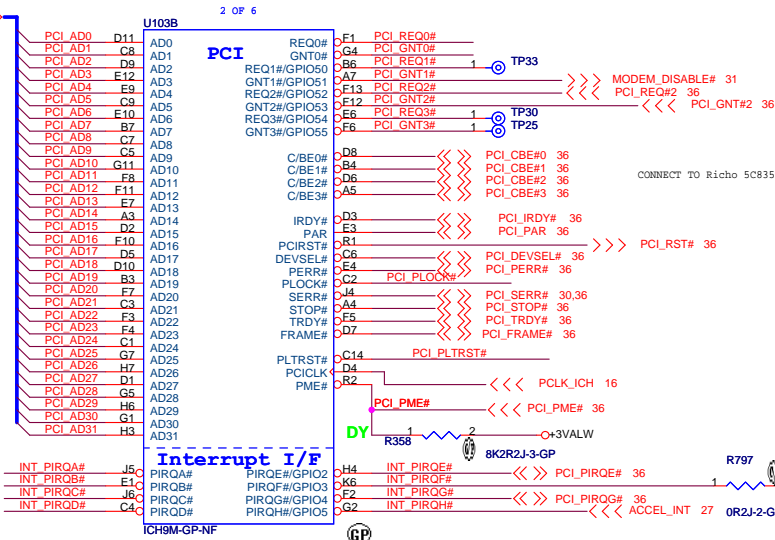 2 OF 6
U103B
PCI
PCI_AD0 D11 AD0 REQ0# F1 PCI_REQ0#
PCI_AD1 C8 AD1 GNT0# G4 PCI_GNT0#
PCI_AD2 D9 AD2 REQ1#/GPIO50 B6 PCI_REQ1# 1 TP33
PCI_AD3 E12 AD3 GNT1#/GPIO51 A7 PCI_GNT1# MODEM_DISABLE# 31
PCI_AD4 E9 AD4 REQ2#/GPIO52 F13 PCI_REQ2# PCI_REQ#2 36
PCI_AD5 C9 AD5 GNT2#/GPIO53 F12 PCI_GNT2# PCI_GNT#2 36
PCI_AD6 E10 AD6 REQ3#/GPIO54 E6 PCI_REQ3# 1 TP30
PCI_AD7 B7 AD7 GNT3#/GPIO55 F6 PCI_GNT3# 1 TP25
PCI_AD8 C7 AD8
PCI_AD9 C5 AD9 C/BE0# D8 PCI_CBE#0 36
PCI_AD10 G11 AD10 C/BE1# B4 PCI_CBE#1 36
PCI_AD11 F8 AD11 C/BE2# D6 PCI_CBE#2 36
PCI_AD12 F11 AD12 C/BE3# A5 PCI_CBE#3 36
CONNECT TO Richo 5C835
PCI_AD13 E7 AD13
PCI_AD14 A3 AD14 IRDY# D3 PCI_IRDY# 36
PCI_AD15 D2 AD15 PAR E3 PCI_PAR 36
PCI_AD16 F10 AD16 PCIRST# R1 PCI_RST# 36
PCI_AD17 D5 AD17 DEVSEL# C6 PCI_DEVSEL# 36
PCI_AD18 D10 AD18 PERR# E4 PCI_PERR# 36
PCI_AD19 B3 AD19 PLOCK# C2 PCI_PLOCK#
PCI_AD20 F7 AD20 SERR# J4 PCI_SERR# 30,36
PCI_AD21 C3 AD21 STOP# A4 PCI_STOP# 36
PCI_AD22 F3 AD22 TRDY# F5 PCI_TRDY# 36
PCI_AD23 F4 AD23 FRAME# D7 PCI_FRAME# 36
PCI_AD24 C1 AD24
PCI_AD25 G7 AD25 PLTRST# C14 PCI_PLTRST#
PCI_AD26 H7 AD26 PCICLK D4 PCLK_ICH 16
PCI_AD27 D1 AD27 PME# R2
PCI_AD28 G5 AD28
PCI_AD29 H6 AD29 PCI_PME# PCI_PME# 36
PCI_AD30 G1 AD30
PCI_AD31 H3 AD31
DY R358 1 2 +3VALW
8K2R2J-3-GP
Interrupt I/F
INT_PIRQA# J5 PIRQA# PIRQE#/GPIO2 H4 INT_PIRQE# PCI_PIRQE# 36
INT_PIRQB# E1 PIRQB# PIRQF#/GPIO3 K6 INT_PIRQF# 1 R797
INT_PIRQC# J6 PIRQC# PIRQG#/GPIO4 F2 INT_PIRQG# PCI_PIRQG# 36
INT_PIRQD# C4 PIRQD# PIRQH#/GPIO5 G2 INT_PIRQH# ACCEL_INT 27
0R2J-2-G
ICH9M-GP-NF
GP